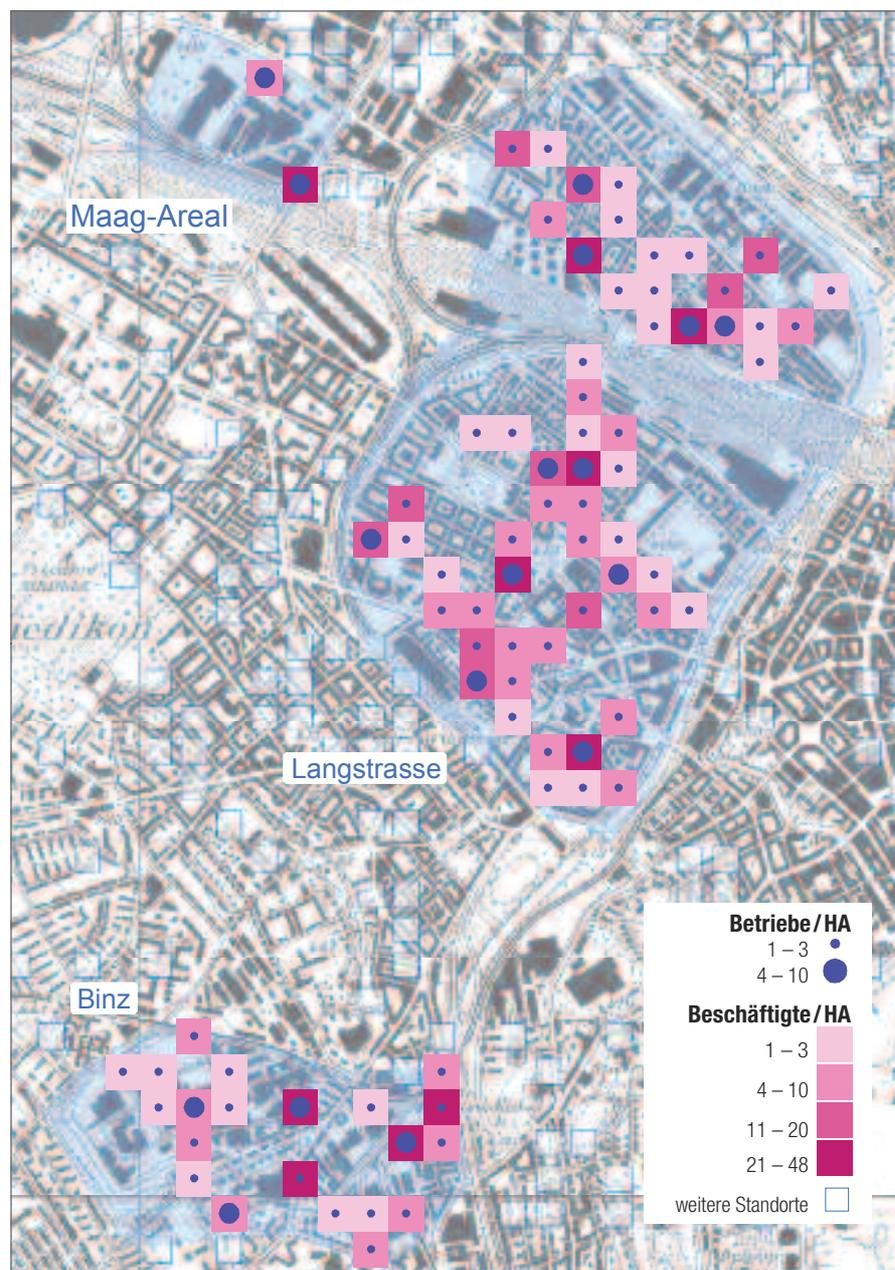 Maag-Areal
edikon
Langstrasse
Binz
Betriebe/HA
1 – 3
4 – 10
Beschäftigte/HA
1 – 3
4 – 10
11 – 20
21 – 48
weitere Standorte